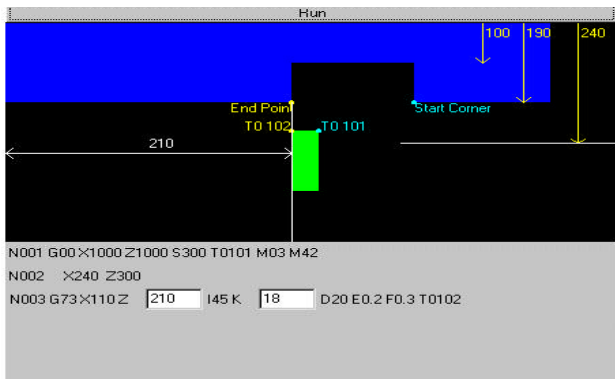 Run
100 190 240
End Point Start Corner
T0 102 T0 101
210
N001 G00 X1000 Z1000 S300 T0101 M03 M42
N002 X240 Z300
N003 G73 X110 Z 210 I45 K 18 D20 E0.2 F0.3 T0102